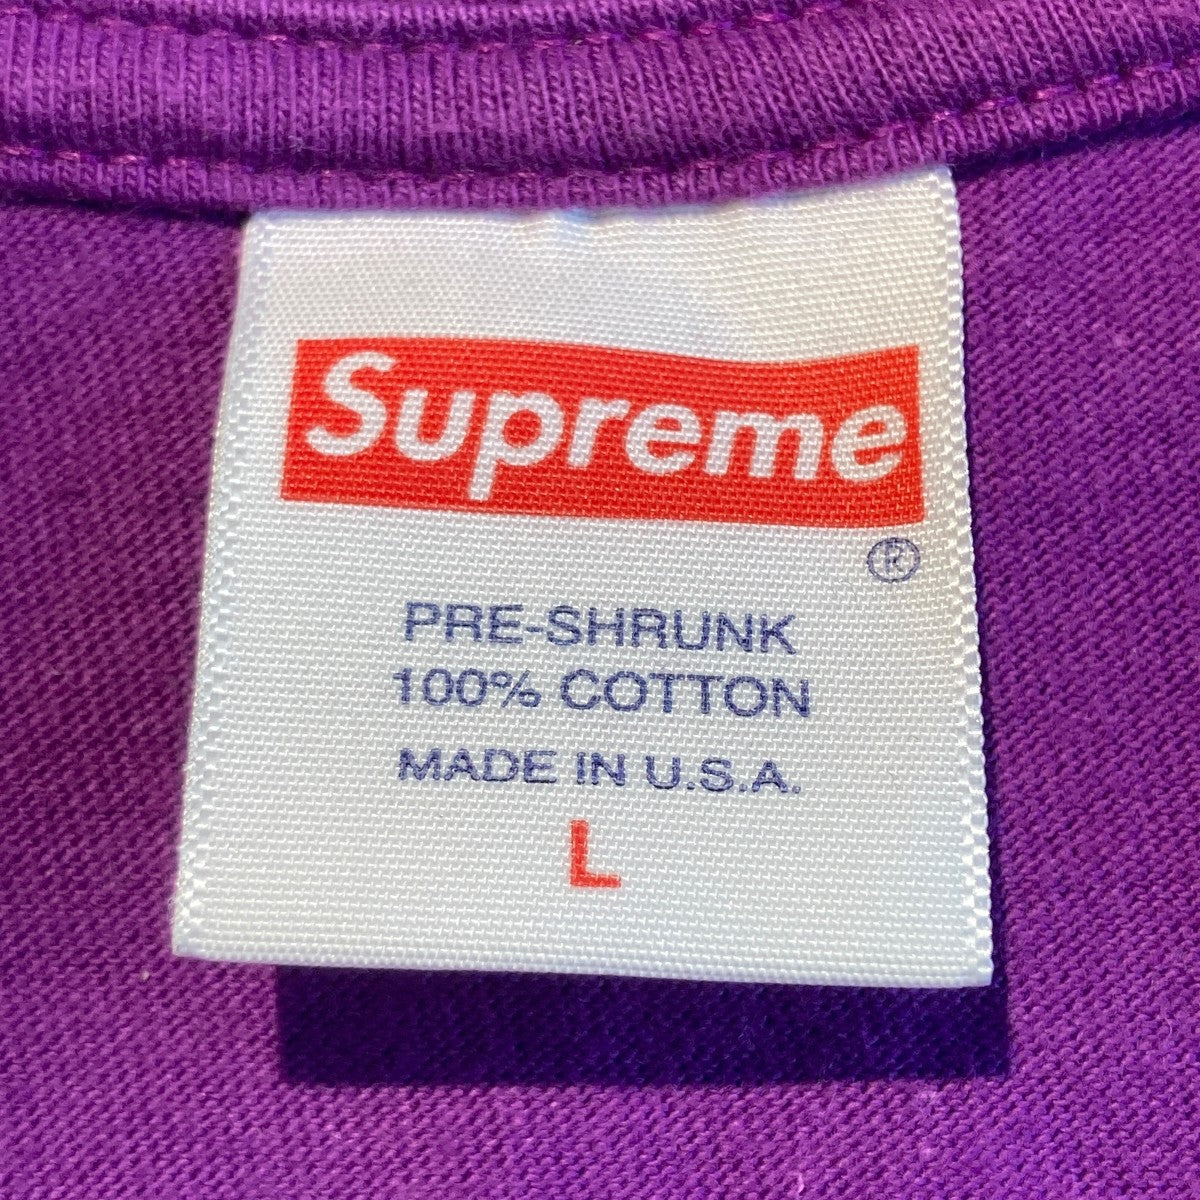 Supreme
®
PRE-SHRUNK
100% COTTON
MADE IN U.S.A.
L